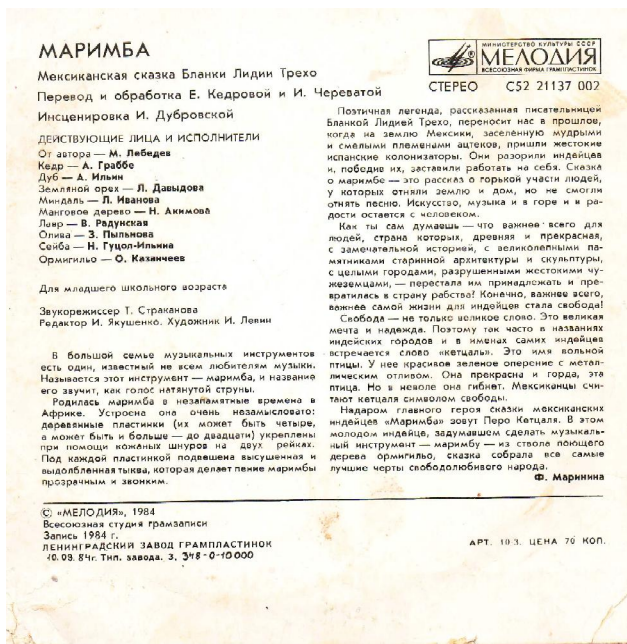 МАРИМБА
Мексиканская сказка Бланки Лидии Трехо
Перевод и обработка Е. Кедровой и И. Череватой
Инсценировка И. Дубровской
ДЕЙСТВУЮЩИЕ ЛИЦА И ИСПОЛНИТЕЛИ
От автора — М. Лебедев
Кедр — А. Граббе
Дуб — А. Ильин
Земляной орех — Л. Давыдова
Миндаль — Л. Иванова
Манговое дерево — Н. Акимова
Лавр — В. Радунская
Олива — З. Пыльнова
Сейба — Н. Гуцол-Ильина
Ормигильо — О. Казанчеев
Для младшего школьного возраста
Звукорежиссер Т. Страканова
Редактор И. Якушенко. Художник И. Левин
В большой семье музыкальных инструментов
есть один, известный не всем любителям музыки.
Называется этот инструмент — маримба, и название
его звучит, как голос натянутой струны.
Родилась маримба в незапамятные времена в
Африке. Устроена она очень незамысловато:
деревянные пластинки (их может быть четыре,
а может быть и больше — до двадцати) укреплены
при помощи кожаных шнуров на двух рейках.
Под каждой пластинкой подвешена высушенная и
выдолбленная тыква, которая делает пение маримбы
прозрачным и звонким.
МИНИСТЕРСТВО КУЛЬТУРЫ СССР
МЕЛОДИЯ
ВСЕСОЮЗНАЯ ФИРМА ГРАМПЛАСТИНОК
СТЕРЕО С52 21137 002
Поэтичная легенда, рассказанная писательницей
Бланкой Лидией Трехо, переносит нас в прошлое,
когда на землю Мексики, заселенную мудрыми
и смелыми племенами ацтеков, пришли жестокие
испанские колонизаторы. Они разорили индейцев
и, победив их, заставили работать на себя. Сказка
о маримбе — это рассказ о горькой участи людей,
у которых отняли землю и дом, но не смогли
отнять песню. Искусство, музыка и в горе и в ра-
дости остается с человеком.
Как ты сам думаешь — что важнее всего для
людей, страна которых, древняя и прекрасная,
с замечательной историей, с великолепными па-
мятниками старинной архитектуры и скульптуры,
с целыми городами, разрушенными жестокими чу-
жеземцами, — перестала им принадлежать и пре-
вратилась в страну рабства? Конечно, важнее всего,
важнее самой жизни для индейцев стала свобода!
Свобода — не только великое слово. Это великая
мечта и надежда. Поэтому так часто в названиях
индейских городов и в именах самих индейцев
встречается слово «кетцаль». Это имя вольной
птицы. У нее красивое зеленое оперение с метал-
лическим отливом. Она прекрасна и горда, эта
птица. Но в неволе она гибнет. Мексиканцы счи-
тают кетцаля символом свободы.
Надаром главного героя сказки мексиканских
индейцев «Маримба» зовут Перо Кетцаля. В этом
молодом индейце, задумавшем сделать музыкаль-
ный инструмент — маримбу — из ствола поющего
дерева ормигильо, сказка собрала все самые
лучшие черты свободолюбивого народа.
Ф. Маринина
© «МЕЛОДИЯ», 1984
Всесоюзная студия грамзаписи
Запись 1984 г.
ЛЕНИНГРАДСКИЙ ЗАВОД ГРАМПЛАСТИНОК
10.09.84г. Тип. завода. З. 348-0-10000
АРТ. 10-3. ЦЕНА 70 КОП.